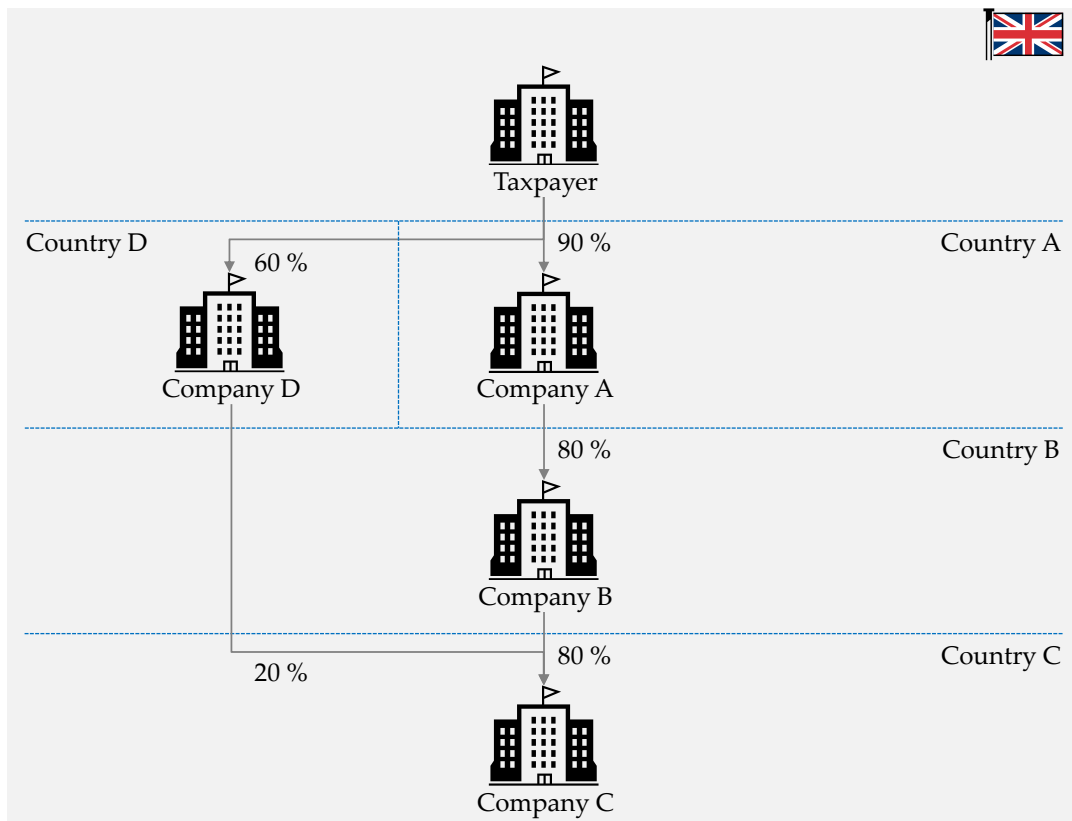 Taxpayer
Country D
90 %
Country A
60 %
Company D
Company A
80 %
Country B
Company B
80 %
Country C
20 %
Company C